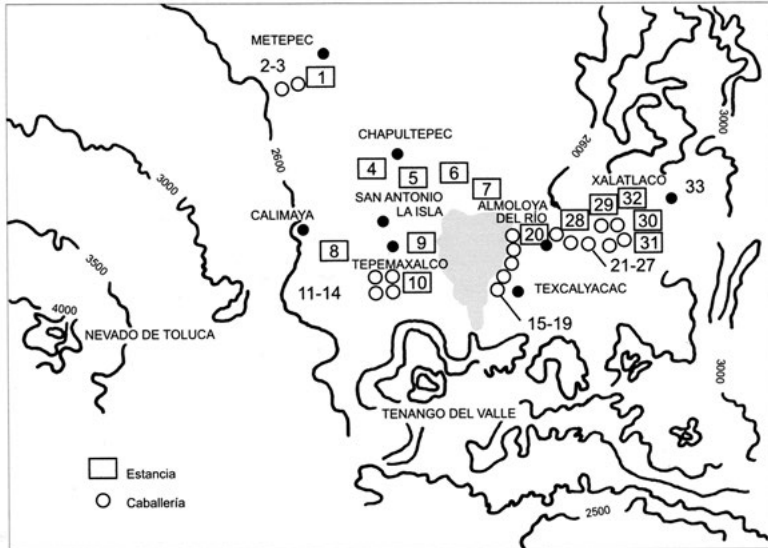 METEPEC
2-3
1
2600
3000
3500
4000
NEVADO DE TOLUCA
CHAPULTEPEC
4
5
6
7
SAN ANTONIO
LA ISLA
CALIMAYA
8
9
TEPEMAXALCO
10
11-14
2600
3000
XALATLACO
33
ALMOLOYA
DEL RÍO
20
28
29
32
30
31
21-27
TEXCALYACAC
15-19
TENANGO DEL VALLE
3000
2500
Estancia
Caballería